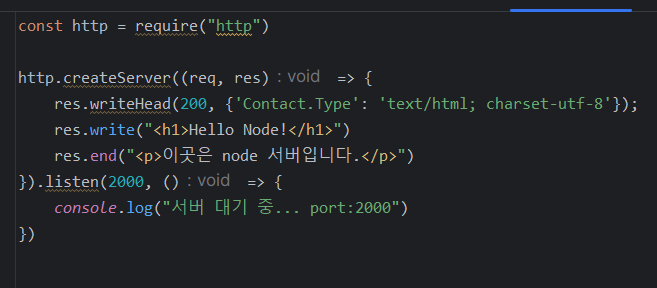 const http = require("http")
http.createServer((req, res) : void => {
res.writeHead(200, {'Contact.Type': 'text/html; charset-utf-8'});
res.write("<h1>Hello Node!</h1>")
res.end("<p>이곳은 node 서버입니다.</p>")
}).listen(2000, () : void => {
console.log("서버 대기 중... port:2000")
})